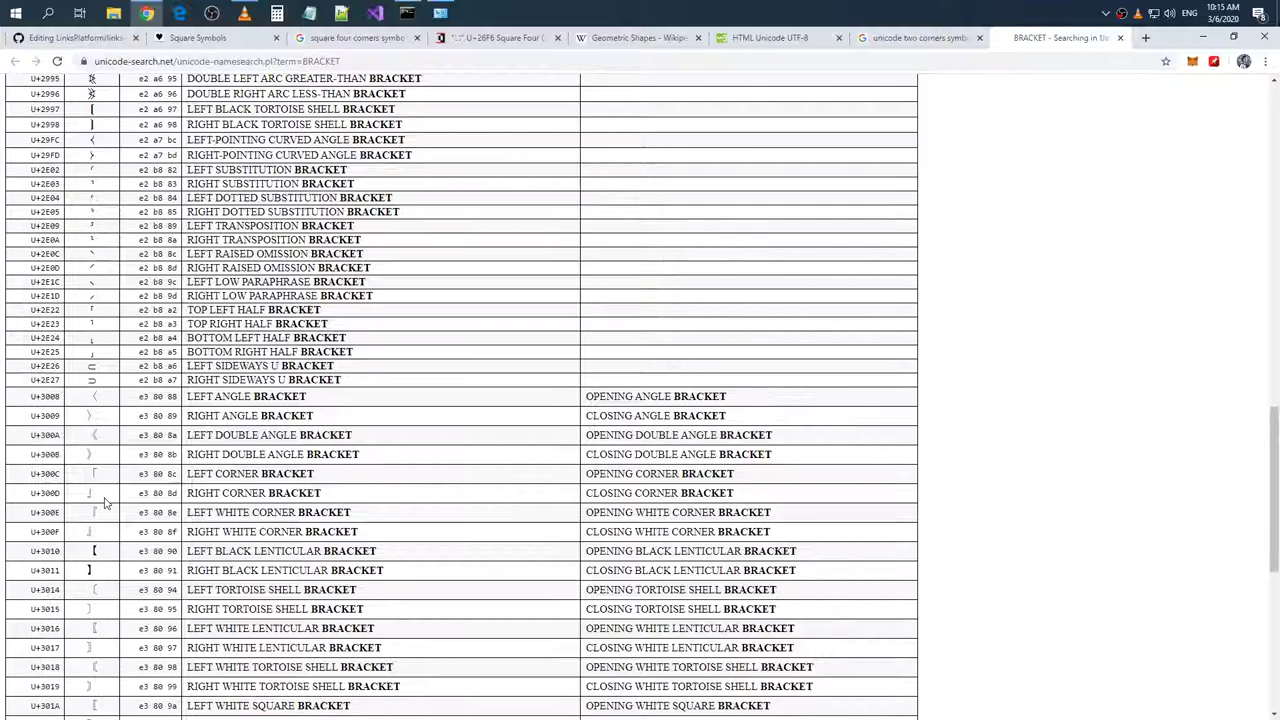 ENG
10:15 AM
3/6/2020
8
Editing LinksPlatform/links-
Square Symbols
square four corners symbo
U+26F6 Square Four (
Geometric Shapes - Wikipe
HTML Unicode UTF-8
unicode two corners symb
BRACKET - Searching in U
unicode-search.net/unicode-namesearch.pl?term=BRACKET
U+2995 ⦕ e2 a6 95 DOUBLE LEFT ARC GREATER-THAN BRACKET
U+2996 ⦖ e2 a6 96 DOUBLE RIGHT ARC LESS-THAN BRACKET
U+2997 ⦗ e2 a6 97 LEFT BLACK TORTOISE SHELL BRACKET
U+2998 ⦘ e2 a6 98 RIGHT BLACK TORTOISE SHELL BRACKET
U+29FC ⧼ e2 a7 bc LEFT-POINTING CURVED ANGLE BRACKET
U+29FD ⧽ e2 a7 bd RIGHT-POINTING CURVED ANGLE BRACKET
U+2E02 ⸂ e2 b8 82 LEFT SUBSTITUTION BRACKET
U+2E03 ⸃ e2 b8 83 RIGHT SUBSTITUTION BRACKET
U+2E04 ⸄ e2 b8 84 LEFT DOTTED SUBSTITUTION BRACKET
U+2E05 ⸅ e2 b8 85 RIGHT DOTTED SUBSTITUTION BRACKET
U+2E09 ⸉ e2 b8 89 LEFT TRANSPOSITION BRACKET
U+2E0A ⸊ e2 b8 8a RIGHT TRANSPOSITION BRACKET
U+2E0C ⸌ e2 b8 8c LEFT RAISED OMISSION BRACKET
U+2E0D ⸍ e2 b8 8d RIGHT RAISED OMISSION BRACKET
U+2E1C ⸜ e2 b8 9c LEFT LOW PARAPHRASE BRACKET
U+2E1D ⸝ e2 b8 9d RIGHT LOW PARAPHRASE BRACKET
U+2E22 ⸢ e2 b8 a2 TOP LEFT HALF BRACKET
U+2E23 ⸣ e2 b8 a3 TOP RIGHT HALF BRACKET
U+2E24 ⸤ e2 b8 a4 BOTTOM LEFT HALF BRACKET
U+2E25 ⸥ e2 b8 a5 BOTTOM RIGHT HALF BRACKET
U+2E26 ⸦ e2 b8 a6 LEFT SIDEWAYS U BRACKET
U+2E27 ⸧ e2 b8 a7 RIGHT SIDEWAYS U BRACKET
U+3008 〈 e3 80 88 LEFT ANGLE BRACKET OPENING ANGLE BRACKET
U+3009 〉 e3 80 89 RIGHT ANGLE BRACKET CLOSING ANGLE BRACKET
U+300A 《 e3 80 8a LEFT DOUBLE ANGLE BRACKET OPENING DOUBLE ANGLE BRACKET
U+300B 》 e3 80 8b RIGHT DOUBLE ANGLE BRACKET CLOSING DOUBLE ANGLE BRACKET
U+300C 「 e3 80 8c LEFT CORNER BRACKET OPENING CORNER BRACKET
U+300D 」 e3 80 8d RIGHT CORNER BRACKET CLOSING CORNER BRACKET
U+300E 『 e3 80 8e LEFT WHITE CORNER BRACKET OPENING WHITE CORNER BRACKET
U+300F 』 e3 80 8f RIGHT WHITE CORNER BRACKET CLOSING WHITE CORNER BRACKET
U+3010 【 e3 80 90 LEFT BLACK LENTICULAR BRACKET OPENING BLACK LENTICULAR BRACKET
U+3011 】 e3 80 91 RIGHT BLACK LENTICULAR BRACKET CLOSING BLACK LENTICULAR BRACKET
U+3014 〔 e3 80 94 LEFT TORTOISE SHELL BRACKET OPENING TORTOISE SHELL BRACKET
U+3015 〕 e3 80 95 RIGHT TORTOISE SHELL BRACKET CLOSING TORTOISE SHELL BRACKET
U+3016 〖 e3 80 96 LEFT WHITE LENTICULAR BRACKET OPENING WHITE LENTICULAR BRACKET
U+3017 〗 e3 80 97 RIGHT WHITE LENTICULAR BRACKET CLOSING WHITE LENTICULAR BRACKET
U+3018 〘 e3 80 98 LEFT WHITE TORTOISE SHELL BRACKET OPENING WHITE TORTOISE SHELL BRACKET
U+3019 〙 e3 80 99 RIGHT WHITE TORTOISE SHELL BRACKET CLOSING WHITE TORTOISE SHELL BRACKET
U+301A 〚 e3 80 9a LEFT WHITE SQUARE BRACKET OPENING WHITE SQUARE BRACKET